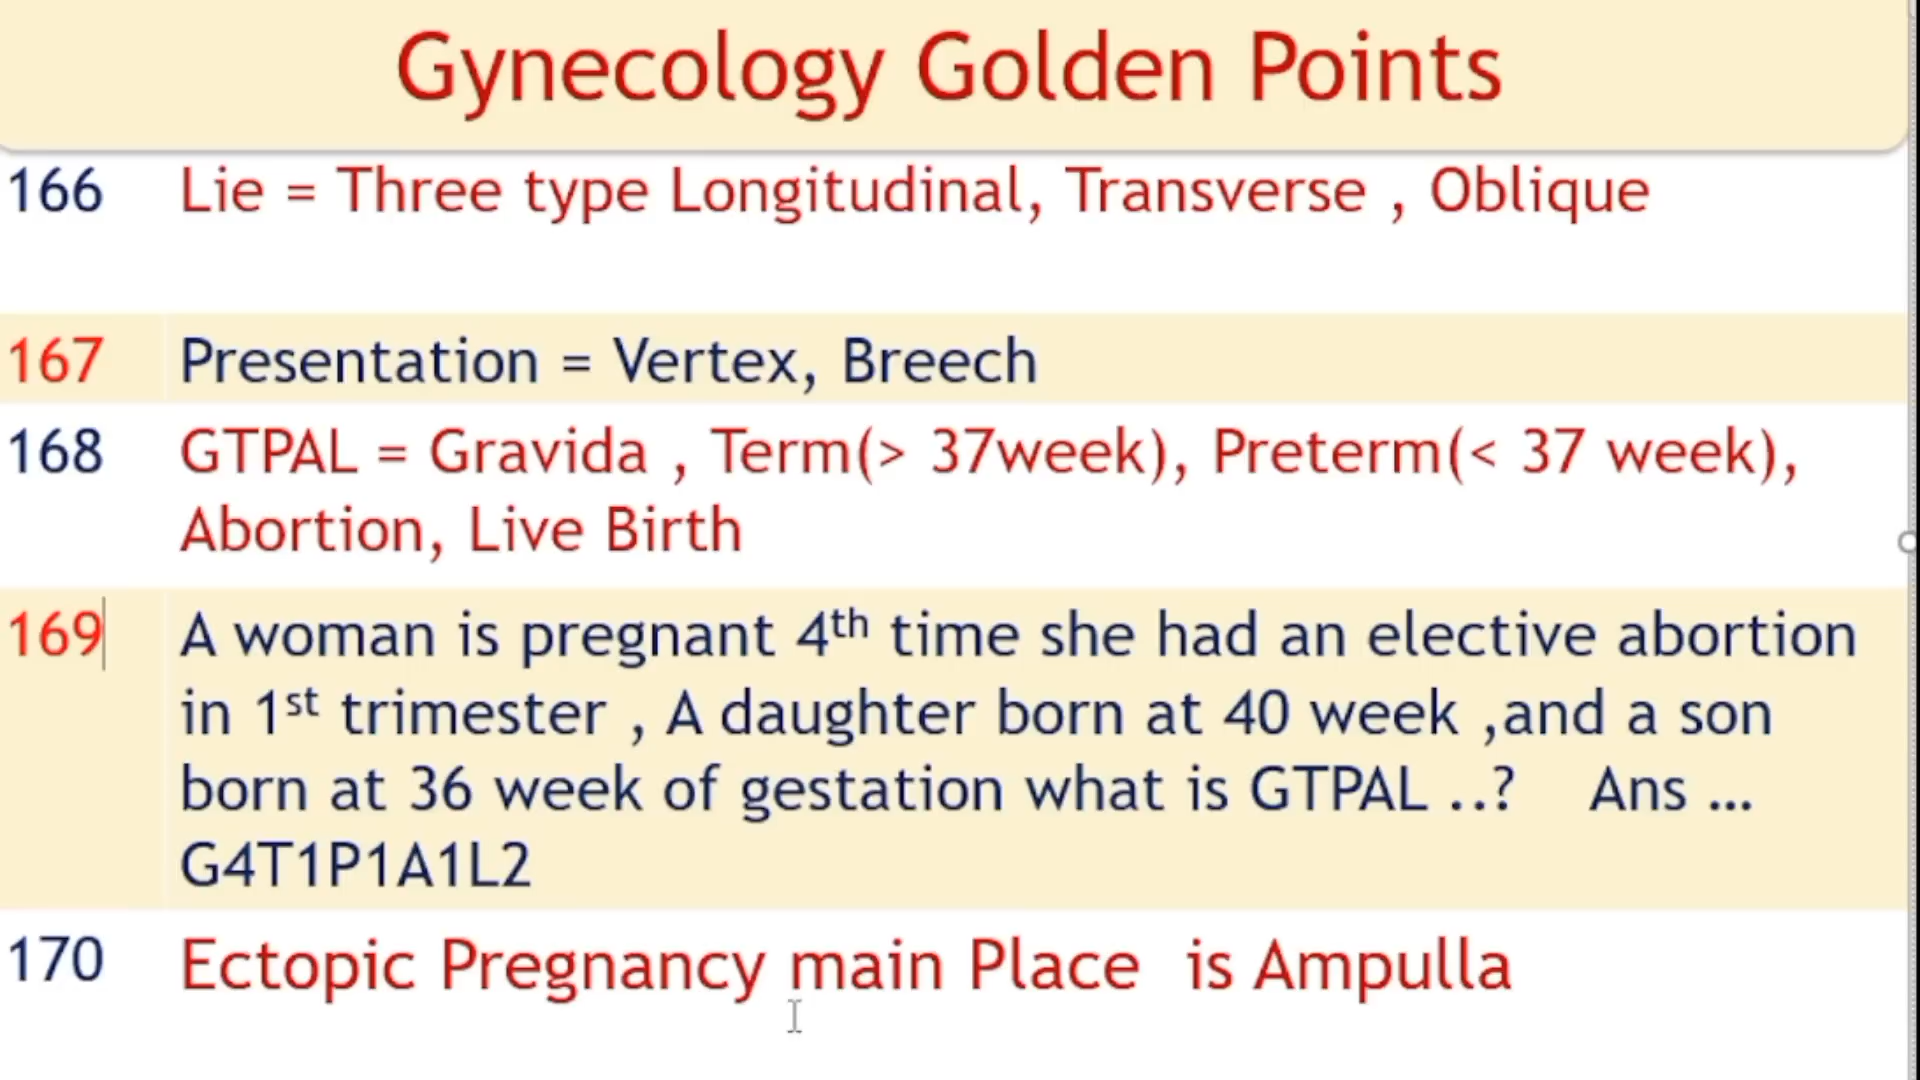 Gynecology Golden Points
166 Lie = Three type Longitudinal, Transverse , Oblique
167 Presentation = Vertex, Breech
168 GTPAL = Gravida , Term(> 37week), Preterm(< 37 week),
Abortion, Live Birth
169 A woman is pregnant 4th time she had an elective abortion
in 1st trimester , A daughter born at 40 week ,and a son
born at 36 week of gestation what is GTPAL ..? Ans ...
G4T1P1A1L2
170 Ectopic Pregnancy main Place is Ampulla